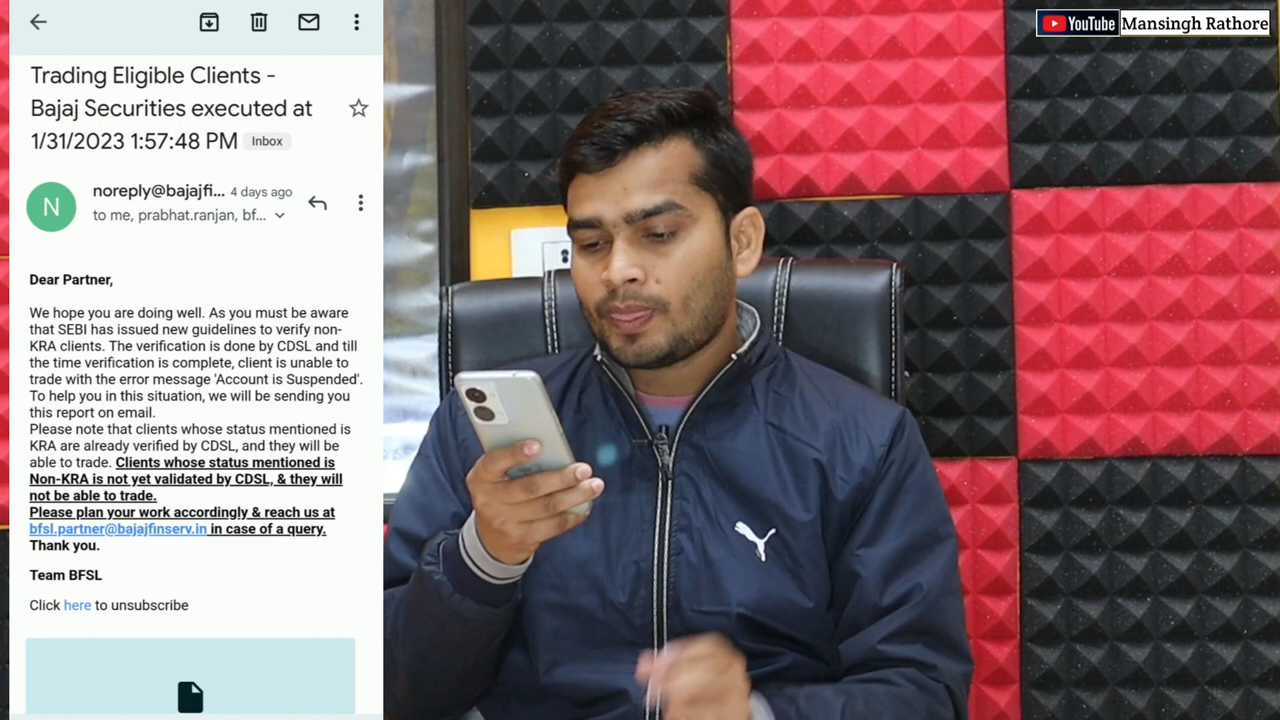 Trading Eligible Clients -
Bajaj Securities executed at
1/31/2023 1:57:48 PM Inbox
N
noreply@bajajfi... 4 days ago
to me, prabhat.ranjan, bf...
Dear Partner,
We hope you are doing well. As you must be aware
that SEBI has issued new guidelines to verify non-
KRA clients. The verification is done by CDSL and till
the time verification is complete, client is unable to
trade with the error message 'Account is Suspended'.
To help you in this situation, we will be sending you
this report on email.
Please note that clients whose status mentioned is
KRA are already verified by CDSL, and they will be
able to trade. Clients whose status mentioned is
Non-KRA is not yet validated by CDSL, & they will
not be able to trade.
Please plan your work accordingly & reach us at
bfsl.partner@bajajfinserv.in in case of a query.
Thank you.
Team BFSL
Click here to unsubscribe
YouTube Mansingh Rathore